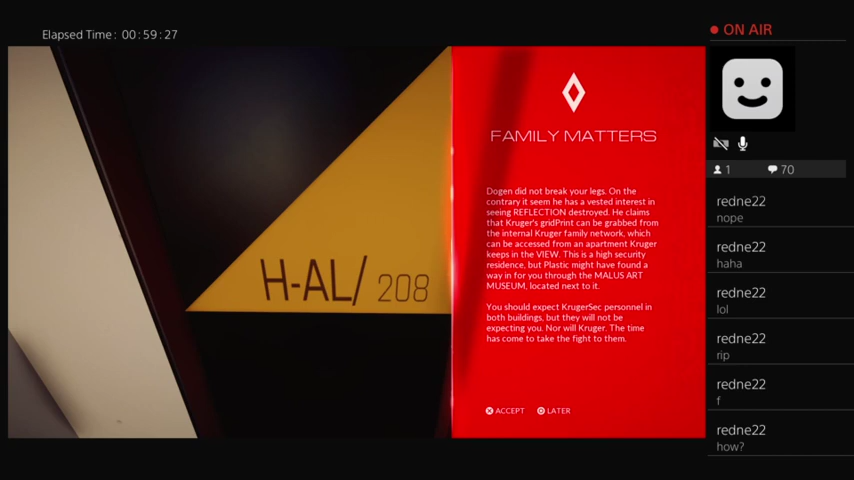 Elapsed Time: 00:59:27
ON AIR
H-AL/ 208
FAMILY MATTERS
Dogen did not break your legs. On the
contrary it seem he has a vested interest in
seeing REFLECTION destroyed. He claims
that Kruger's gridPrint can be grabbed from
the internal Kruger family network, which
can be accessed from an apartment Kruger
keeps in the VIEW. This is a high security
residence, but Plastic might have found a
way in for you through the MALUS ART
MUSEUM, located next to it.
You should expect KrugerSec personnel in
both buildings, but they will not be
expecting you. Nor will Kruger. The time
has come to take the fight to them.
ACCEPT LATER
1 70
redne22
nope
redne22
haha
redne22
lol
redne22
rip
redne22
f
redne22
how?